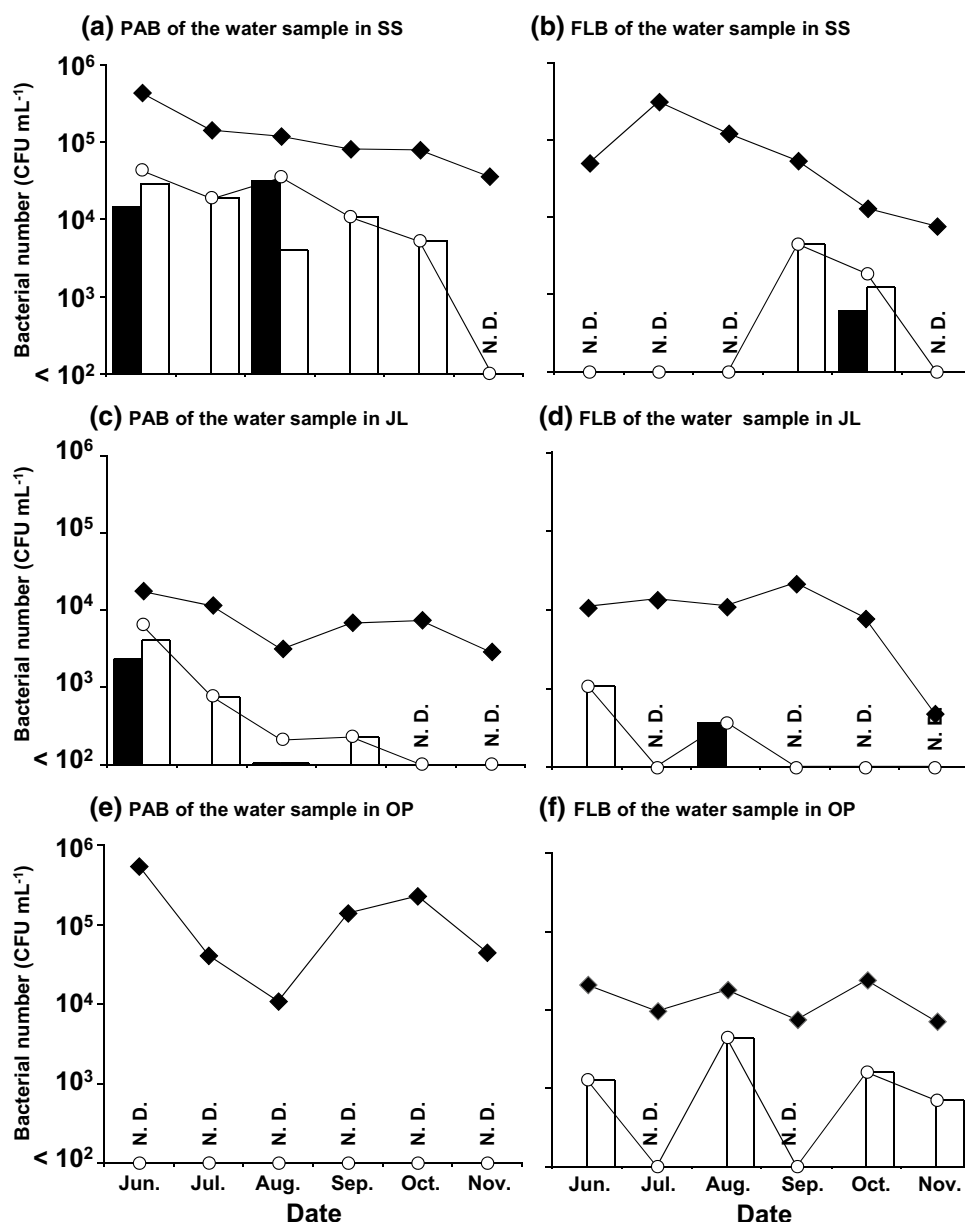 (a) PAB of the water sample in SS
(b) FLB of the water sample in SS
Bacterial number (CFU mL⁻¹)
10⁶
10⁵
10⁴
10³
< 10²
N. D.
N. D.
N. D.
N. D.
N. D.
(c) PAB of the water sample in JL
(d) FLB of the water sample in JL
Bacterial number (CFU mL⁻¹)
10⁶
10⁵
10⁴
10³
< 10²
N. D.
N. D.
N. D.
N. D.
N. D.
N. D.
(e) PAB of the water sample in OP
(f) FLB of the water sample in OP
Bacterial number (CFU mL⁻¹)
10⁶
10⁵
10⁴
10³
< 10²
N. D.
N. D.
N. D.
N. D.
N. D.
N. D.
N. D.
N. D.
Jun. Jul. Aug. Sep. Oct. Nov.
Jun. Jul. Aug. Sep. Oct. Nov.
Date
Date